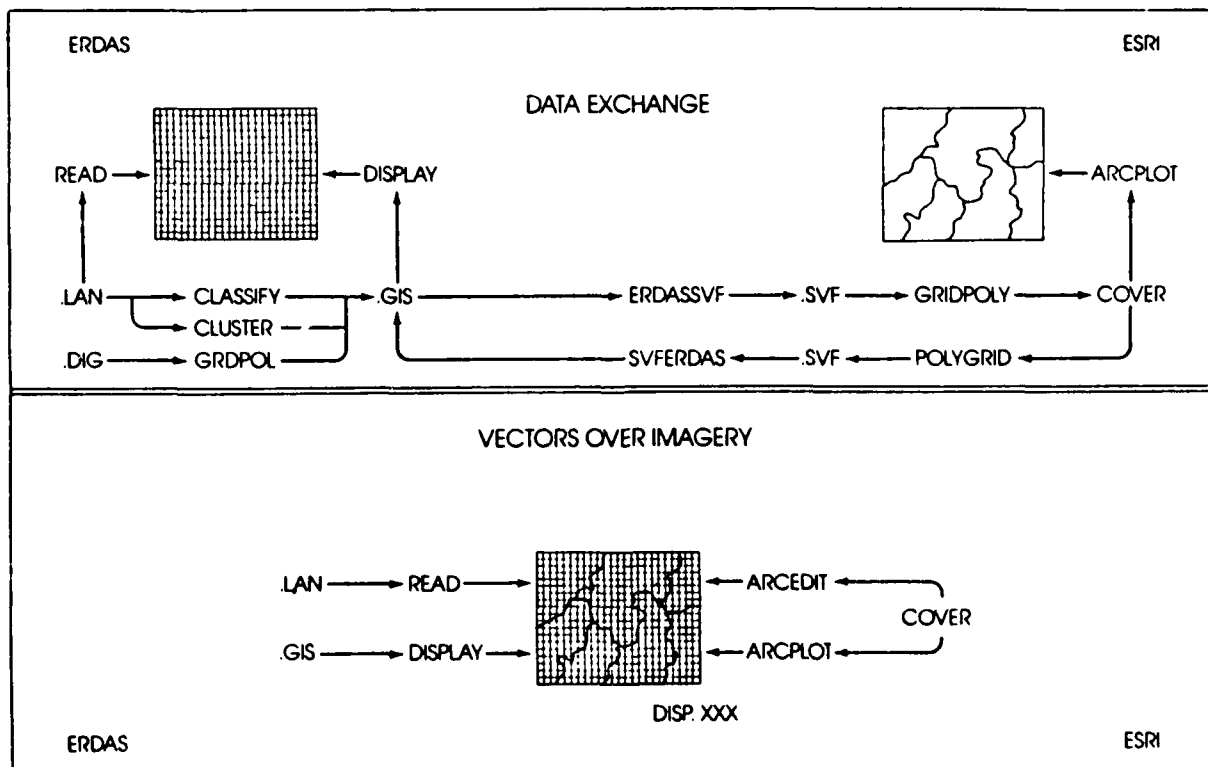 ERDAS ESRI
DATA EXCHANGE
READ DISPLAY ARCPLOT
.LAN CLASSIFY .GIS ERDASSVF .SVF GRIDPOLY COVER
CLUSTER
.DIG GRDPOL SVFERDAS .SVF POLYGRID
VECTORS OVER IMAGERY
.LAN READ ARCEDIT
COVER
.GIS DISPLAY ARCPLOT
DISP. XXX
ERDAS ESRI